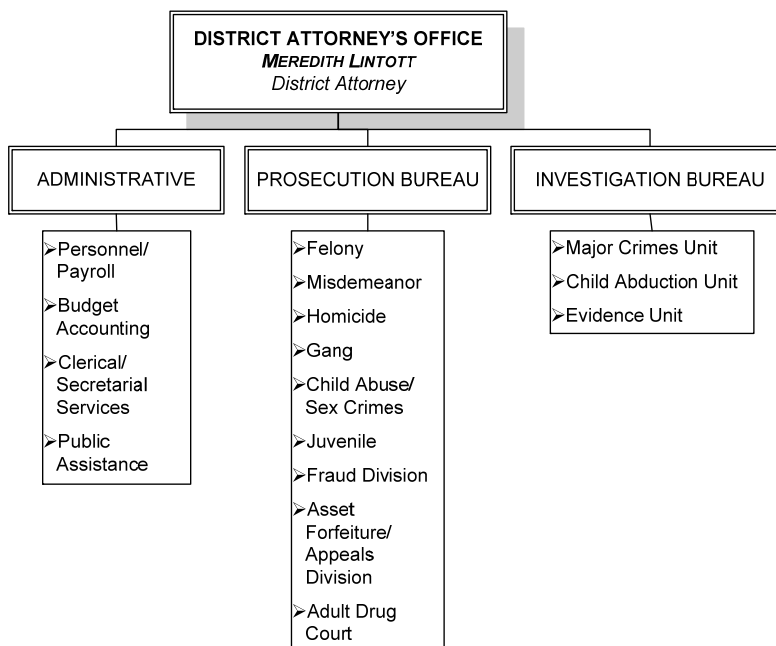 DISTRICT ATTORNEY'S OFFICE
MEREDITH LINTOTT
District Attorney
ADMINISTRATIVE
PROSECUTION BUREAU
INVESTIGATION BUREAU
➢Personnel/
Payroll
➢Budget
Accounting
➢Clerical/
Secretarial
Services
➢Public
Assistance
➢Felony
➢Misdemeanor
➢Homicide
➢Gang
➢Child Abuse/
Sex Crimes
➢Juvenile
➢Fraud Division
➢Asset
Forfeiture/
Appeals
Division
➢Adult Drug
Court
➢Major Crimes Unit
➢Child Abduction Unit
➢Evidence Unit